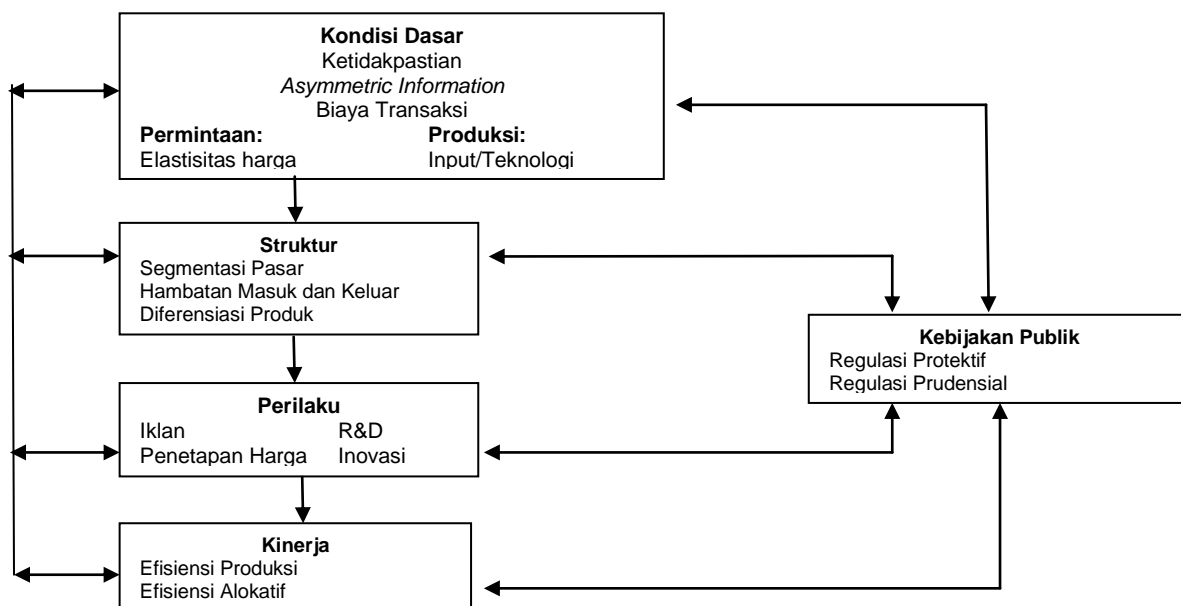 Kondisi Dasar
Ketidakpastian
Asymmetric Information
Biaya Transaksi
Permintaan: Produksi:
Elastisitas harga Input/Teknologi
Struktur
Segmentasi Pasar
Hambatan Masuk dan Keluar
Diferensiasi Produk
Kebijakan Publik
Regulasi Protektif
Regulasi Prudensial
Perilaku
Iklan R&D
Penetapan Harga Inovasi
Kinerja
Efisiensi Produksi
Efisiensi Alokatif